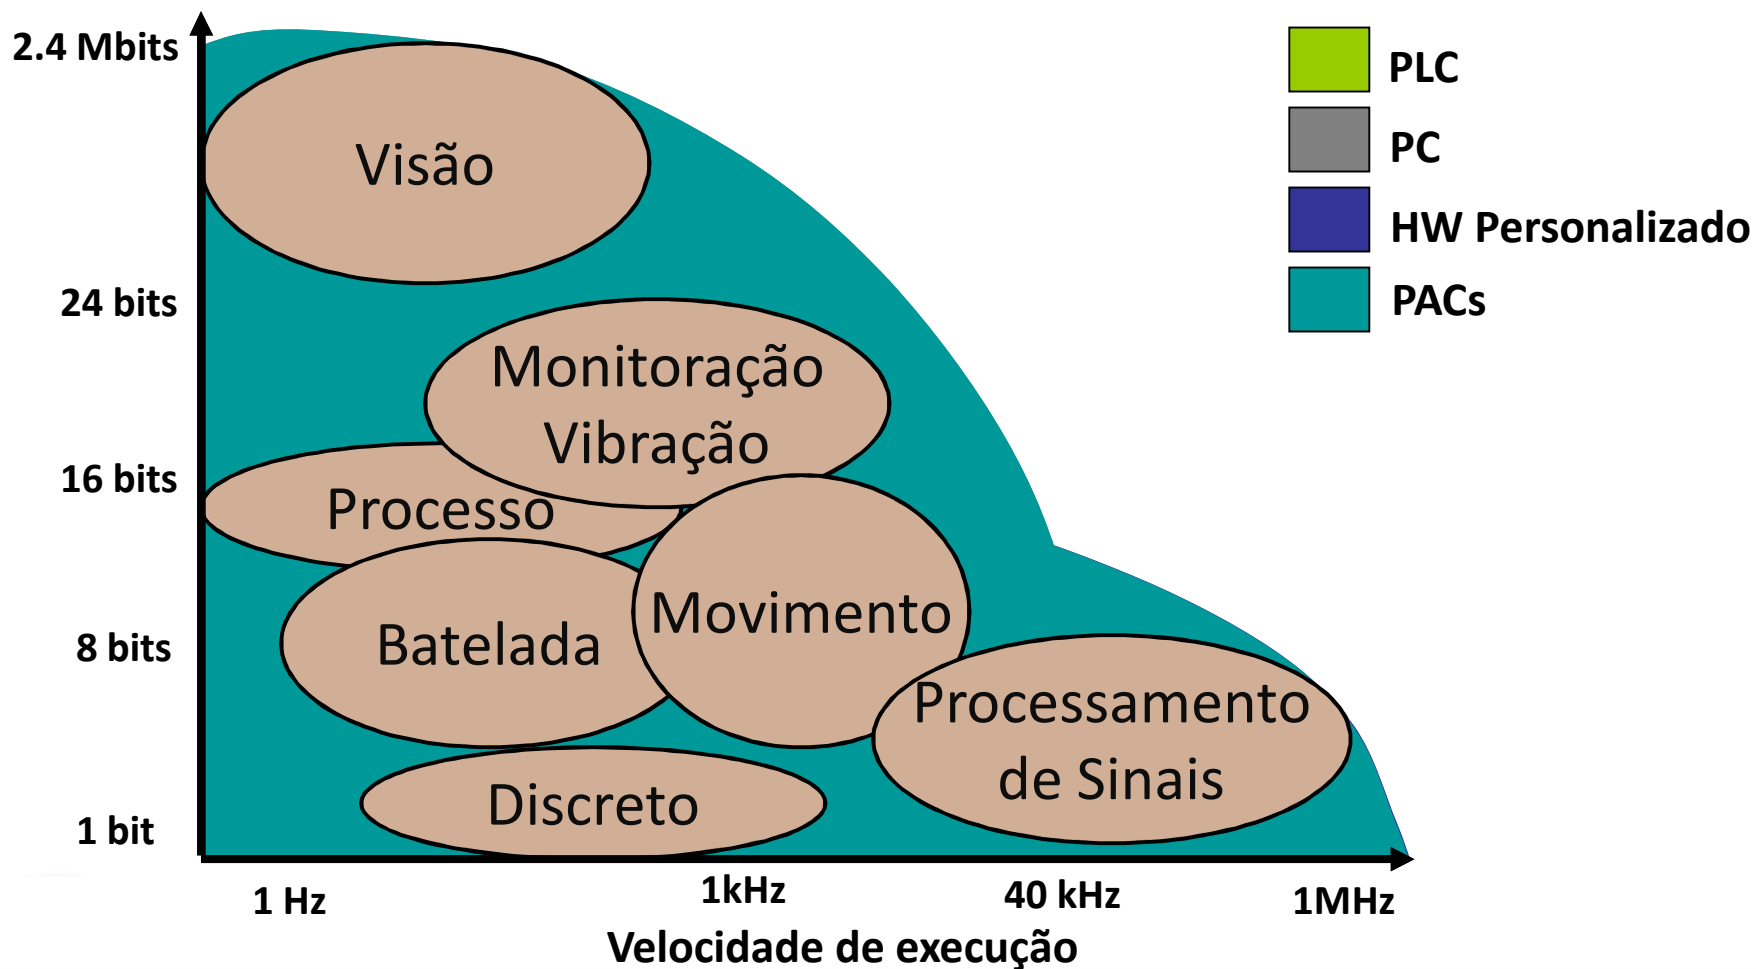 2.4 Mbits
24 bits
16 bits
8 bits
1 bit
Visão
Monitoração
Vibração
Processo
Batelada
Movimento
Processamento
de Sinais
Discreto
1 Hz
1kHz
40 kHz
1MHz
Velocidade de execução
PLC
PC
HW Personalizado
PACs